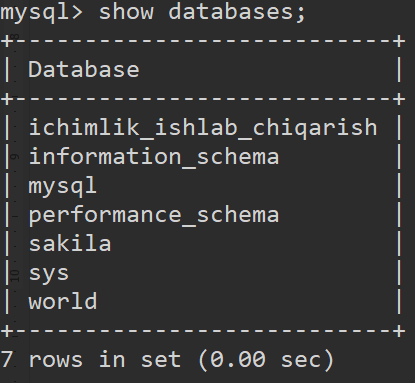 mysql> show databases;
+----------------------------+
| Database                   |
+----------------------------+
| ichimlik_ishlab_chiqarish  |
| information_schema         |
| mysql                      |
| performance_schema         |
| sakila                     |
| sys                        |
| world                      |
+----------------------------+
7 rows in set (0.00 sec)